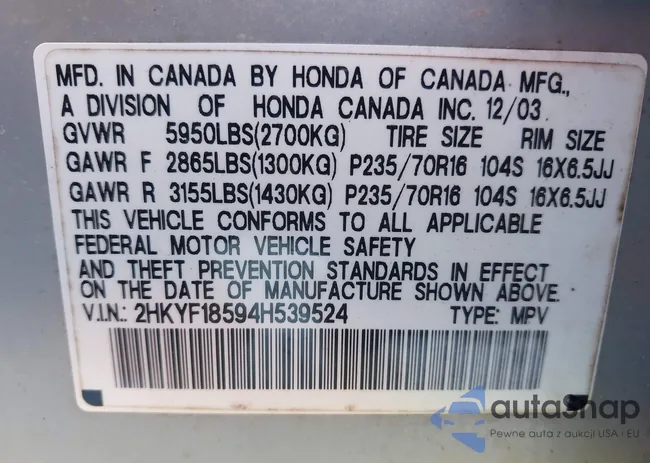 MFD. IN CANADA BY HONDA OF CANADA MFG.,
A DIVISION OF HONDA CANADA INC. 12/03
GVWR 5950LBS(2700KG) TIRE SIZE RIM SIZE
GAWR F 2865LBS(1300KG) P235/70R16 104S 16X6.5JJ
GAWR R 3155LBS(1430KG) P235/70R16 104S 16X6.5JJ
THIS VEHICLE CONFORMS TO ALL APPLICABLE
FEDERAL MOTOR VEHICLE SAFETY
AND THEFT PREVENTION STANDARDS IN EFFECT
ON THE DATE OF MANUFACTURE SHOWN ABOVE.
V.I.N.: 2HKYF18594H539524 TYPE: MPV
autasnap
Pewne auta z aukcji USA i EU